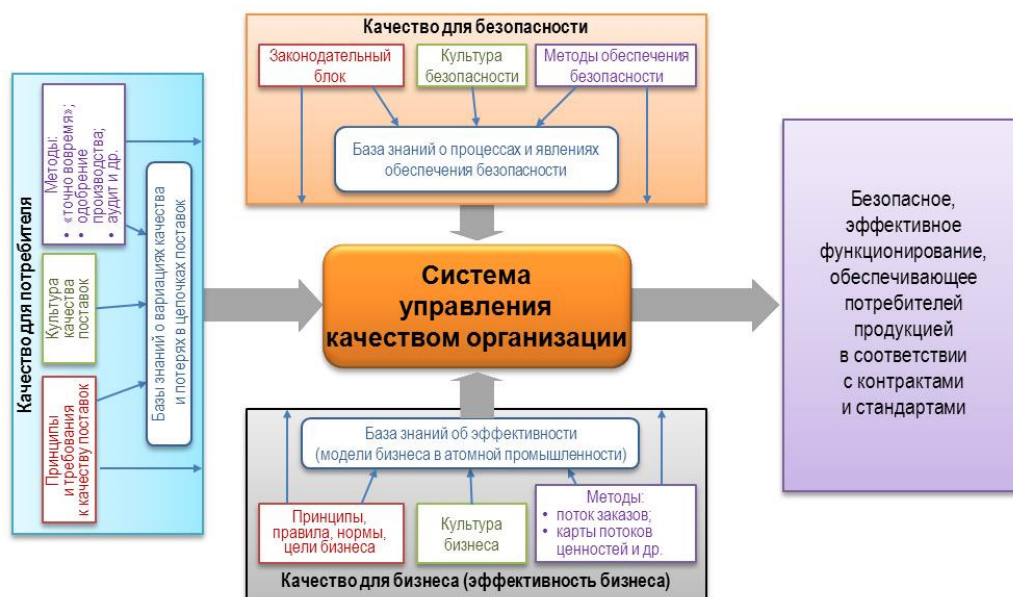 Качество для безопасности
Законодательный
блок
Культура
безопасности
Методы обеспечения
безопасности
База знаний о процессах и явлениях
обеспечения безопасности
Качество для потребителя
Методы:
• «точно вовремя»;
• одобрение
производства;
• аудит и др.
Культура
качества
поставок
Принципы
и требования
к качеству поставок
Базы знаний о вариациях качества
и потерях в цепочках поставок
Система
управления
качеством организации
Безопасное,
эффективное
функционирование,
обеспечивающее
потребителей
продукцией
в соответствии
с контрактами
и стандартами
База знаний об эффективности
(модели бизнеса в атомной промышленности)
Принципы,
правила, нормы,
цели бизнеса
Культура
бизнеса
Методы:
• поток заказов;
• карты потоков
ценностей и др.
Качество для бизнеса (эффективность бизнеса)